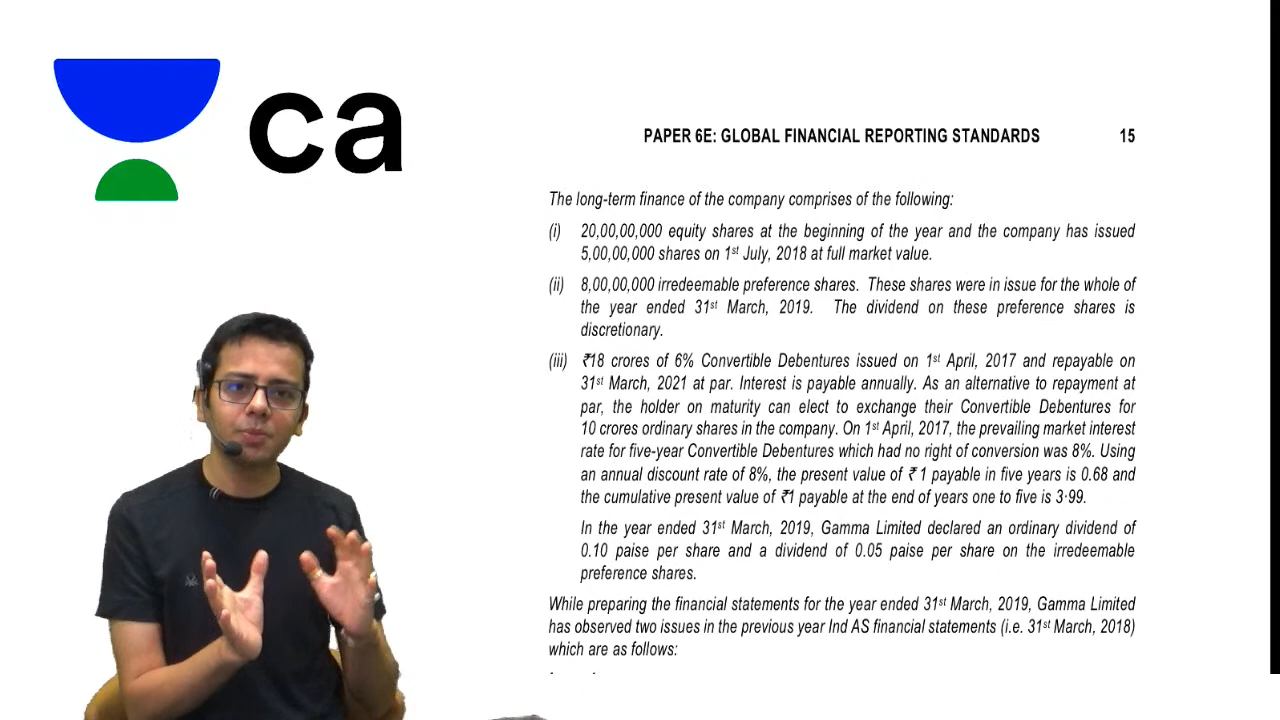 ca
PAPER 6E: GLOBAL FINANCIAL REPORTING STANDARDS 15
The long-term finance of the company comprises of the following:
(i) 20,00,00,000 equity shares at the beginning of the year and the company has issued
5,00,00,000 shares on 1st July, 2018 at full market value.
(ii) 8,00,00,000 irredeemable preference shares. These shares were in issue for the whole of
the year ended 31st March, 2019. The dividend on these preference shares is
discretionary.
(iii) ₹18 crores of 6% Convertible Debentures issued on 1st April, 2017 and repayable on
31st March, 2021 at par. Interest is payable annually. As an alternative to repayment at
par, the holder on maturity can elect to exchange their Convertible Debentures for
10 crores ordinary shares in the company. On 1st April, 2017, the prevailing market interest
rate for five-year Convertible Debentures which had no right of conversion was 8%. Using
an annual discount rate of 8%, the present value of ₹ 1 payable in five years is 0.68 and
the cumulative present value of ₹1 payable at the end of years one to five is 3·99.
In the year ended 31st March, 2019, Gamma Limited declared an ordinary dividend of
0.10 paise per share and a dividend of 0.05 paise per share on the irredeemable
preference shares.
While preparing the financial statements for the year ended 31st March, 2019, Gamma Limited
has observed two issues in the previous year Ind AS financial statements (i.e. 31st March, 2018)
which are as follows: